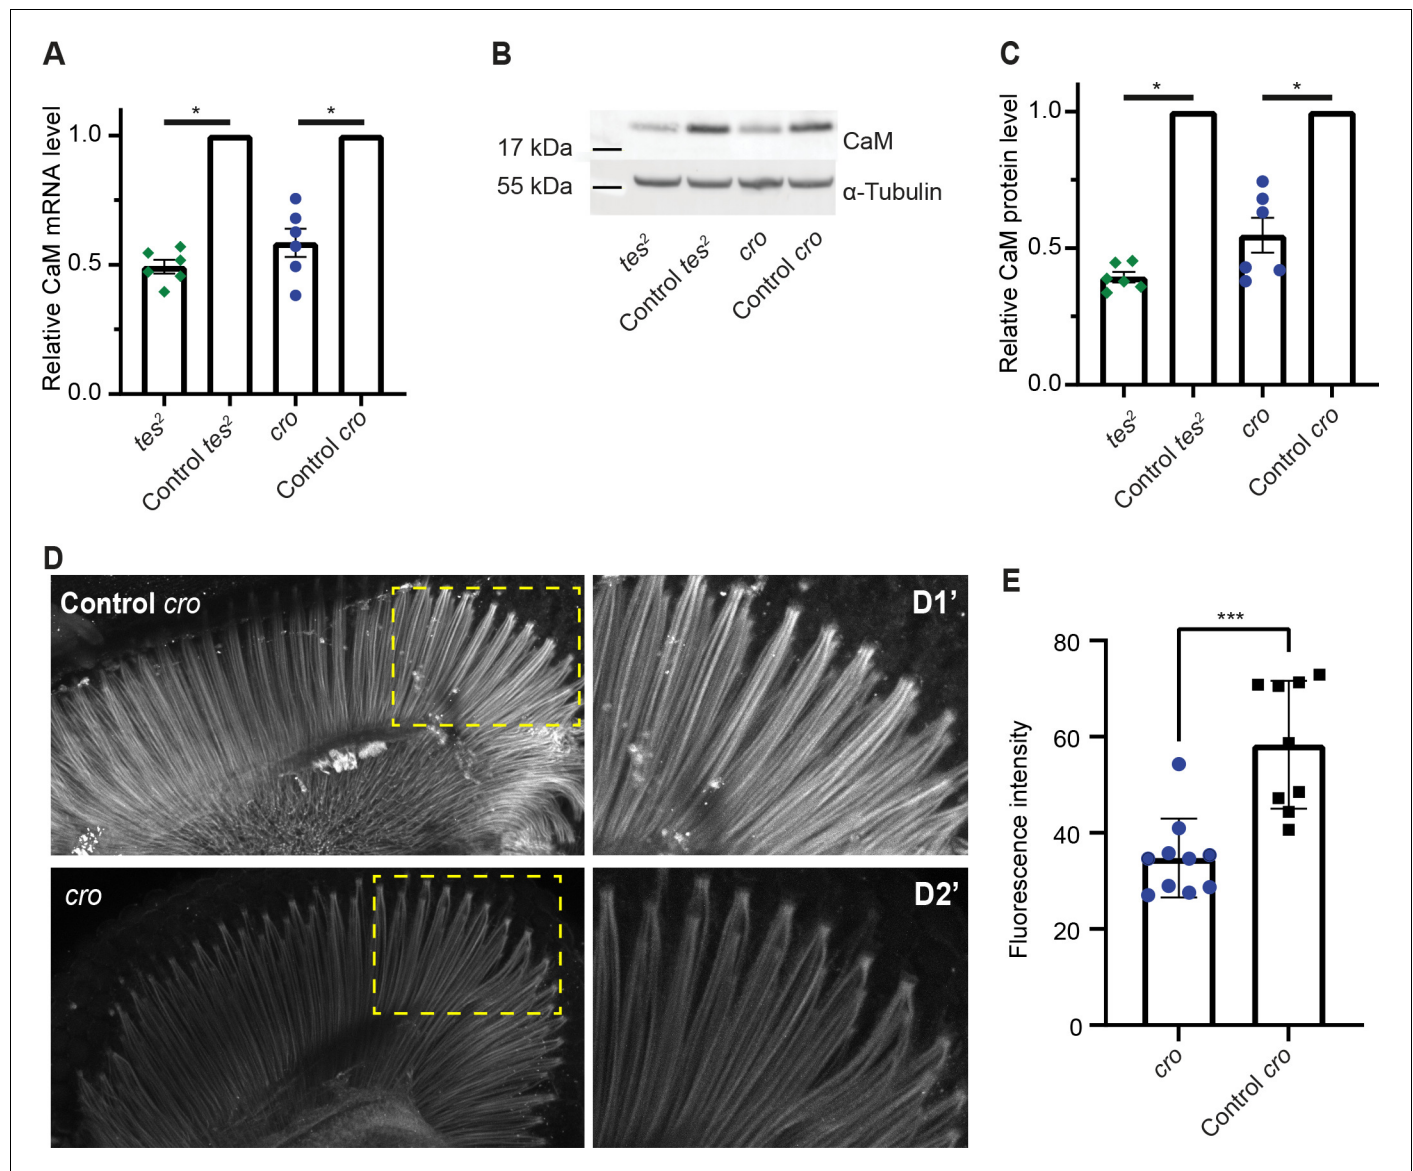 A
Relative CaM mRNA level
1.0
0.5
0.0
* *
tes²
Control tes²
cro
Control cro
B
17 kDa
55 kDa
CaM
α-Tubulin
tes²
Control tes²
cro
Control cro
C
Relative CaM protein level
1.0
0.5
0.0
* *
tes²
Control tes²
cro
Control cro
D
Control cro
D1’
cro
D2’
E
Fluorescence intensity
80
60
40
20
0
***
cro
Control cro